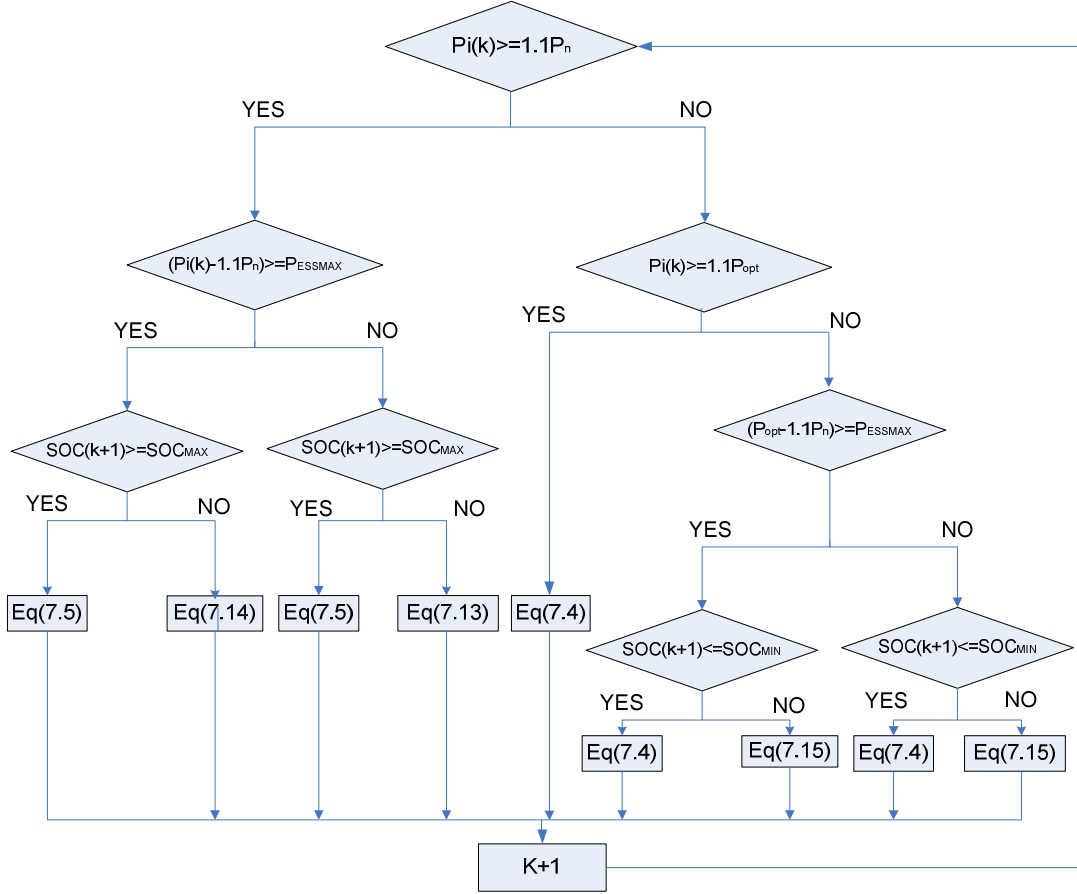 Pi(k)>=1.1Pn
YES
NO
(Pi(k)-1.1Pn)>=PESSMAX
Pi(k)>=1.1Popt
YES
NO
YES
NO
SOC(k+1)>=SOCMAX
SOC(k+1)>=SOCMAX
(Popt-1.1Pn)>=PESSMAX
YES
NO
YES
NO
YES
NO
Eq(7.5)
Eq(7.14)
Eq(7.5)
Eq(7.13)
Eq(7.4)
SOC(k+1)<=SOCMIN
SOC(k+1)<=SOCMIN
YES
NO
YES
NO
Eq(7.4)
Eq(7.15)
Eq(7.4)
Eq(7.15)
K+1